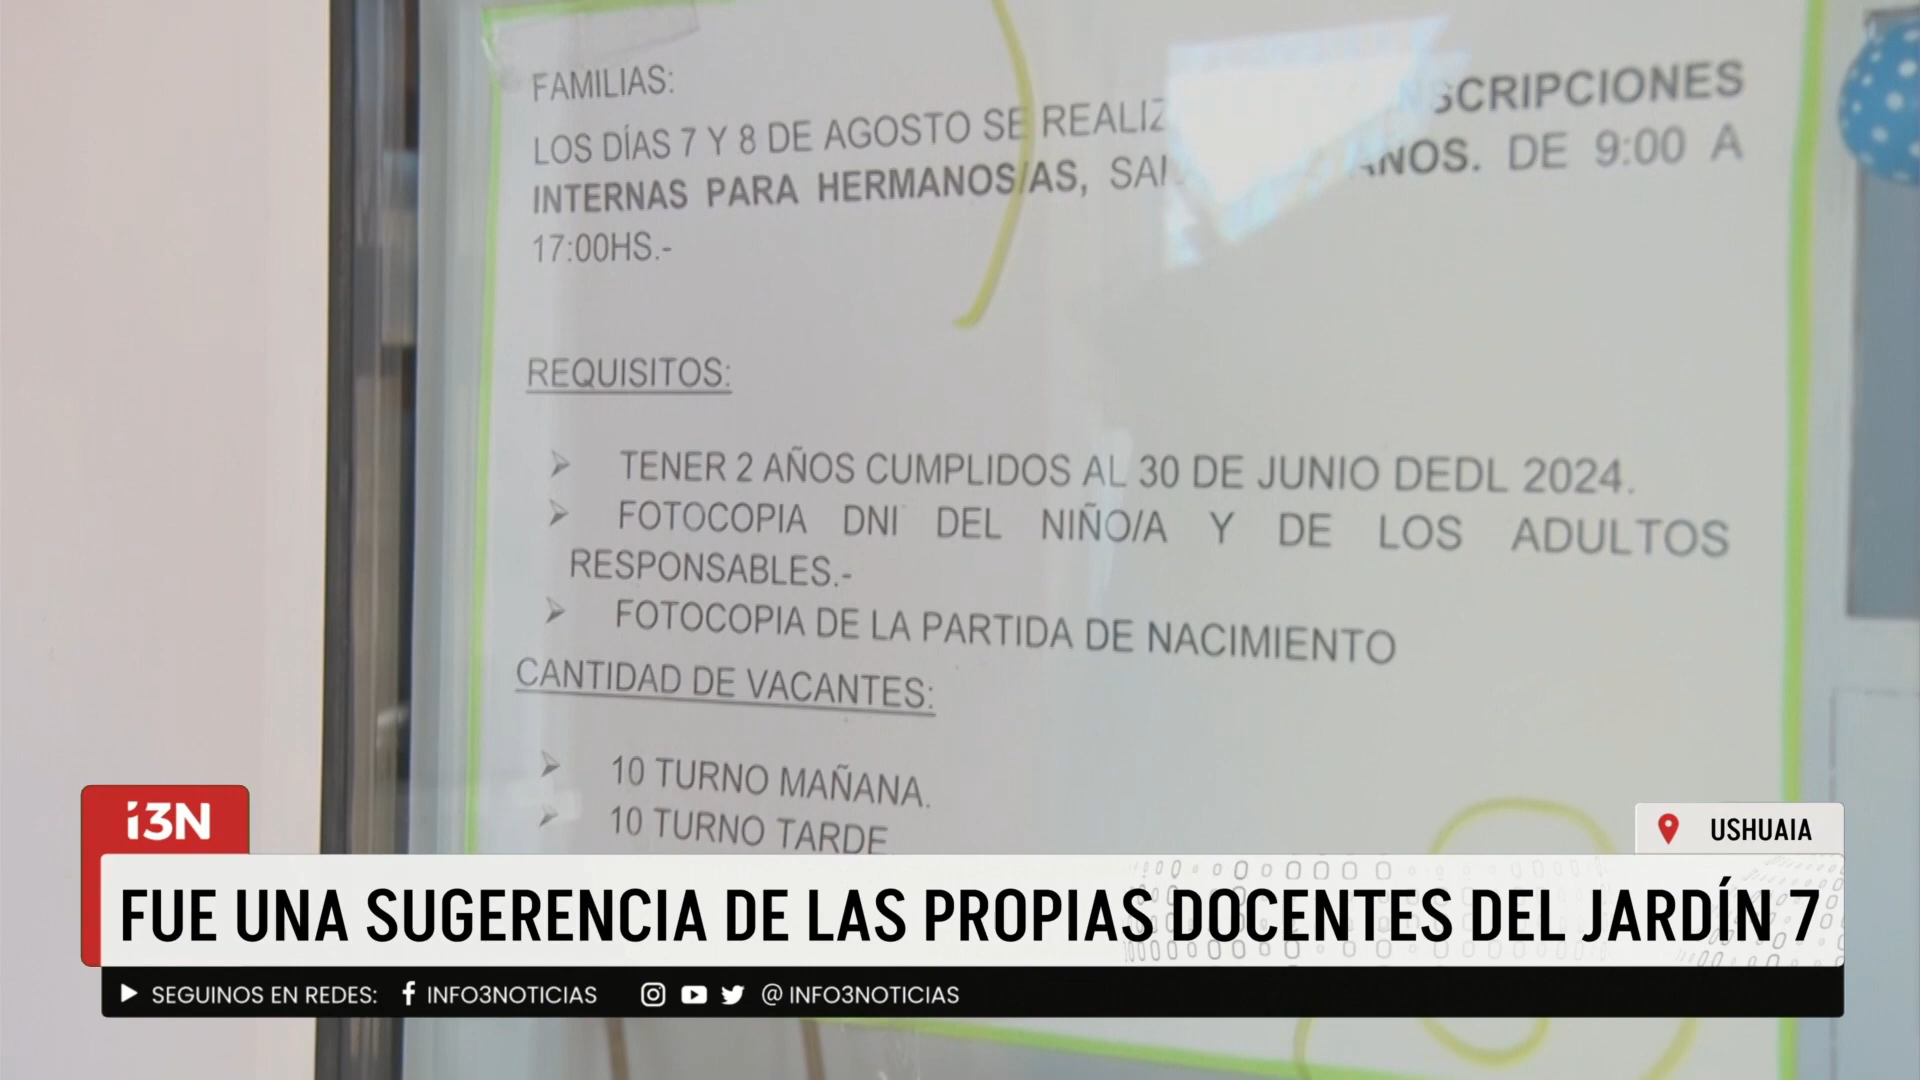 FAMILIAS:
LOS DÍAS 7 Y 8 DE AGOSTO SE REALIZ SCRIPCIONES
INTERNAS PARA HERMANOS/AS, DE 9:00 A
17:00HS.-
REQUISITOS:
➢ TENER 2 AÑOS CUMPLIDOS AL 30 DE JUNIO DEDL 2024.
➢ FOTOCOPIA DNI DEL NIÑO/A Y DE LOS ADULTOS
RESPONSABLES.-
➢ FOTOCOPIA DE LA PARTIDA DE NACIMIENTO
CANTIDAD DE VACANTES:
➢ 10 TURNO MAÑANA.
➢ 10 TURNO TARDE
i3N
USHUAIA
FUE UNA SUGERENCIA DE LAS PROPIAS DOCENTES DEL JARDÍN 7
SEGUINOS EN REDES: INFO3NOTICIAS @INFO3NOTICIAS